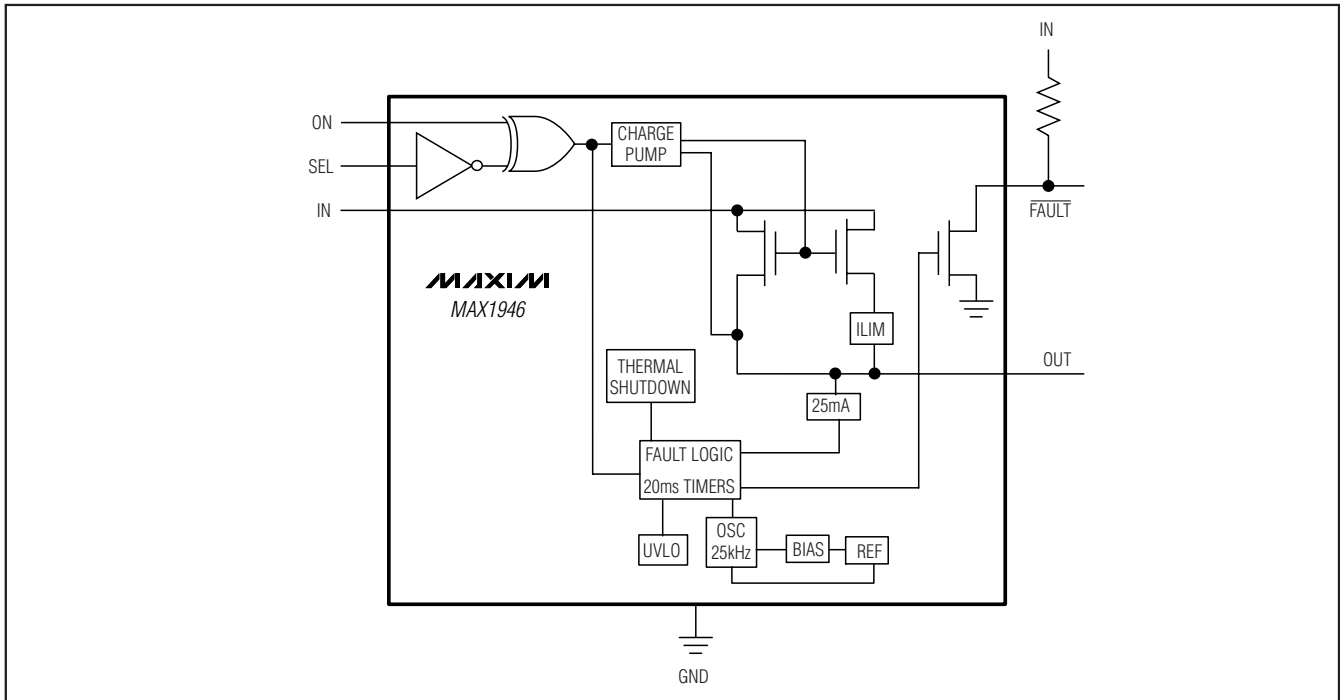 IN
ON
CHARGE
PUMP
SEL
IN
FAULT
MAXIM
MAX1946
ILIM
THERMAL
SHUTDOWN
OUT
25mA
FAULT LOGIC
20ms TIMERS
OSC
25kHz
UVLO
BIAS
REF
GND